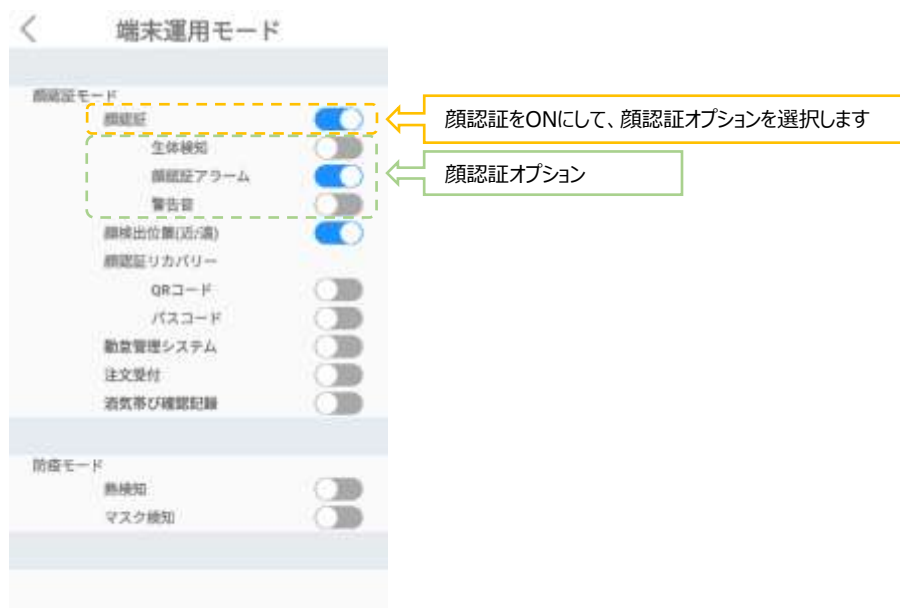 端末運用モード
顔認証モード
顔認証
顔認証をONにして、顔認証オプションを選択します
生体検知
顔認証アラーム
顔認証オプション
警告音
顔検出位置(近/遠)
顔認証リカバリー
QRコード
パスコード
勤怠管理システム
注文受付
酒気帯び確認記録
防疫モード
熱検知
マスク検知